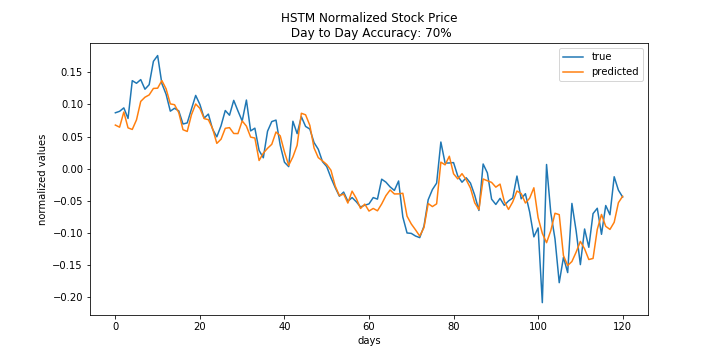 HSTM Normalized Stock Price
Day to Day Accuracy: 70%
true
predicted
normalized values
0.15
0.10
0.05
0.00
−0.05
−0.10
−0.15
−0.20
0 20 40 60 80 100 120
days